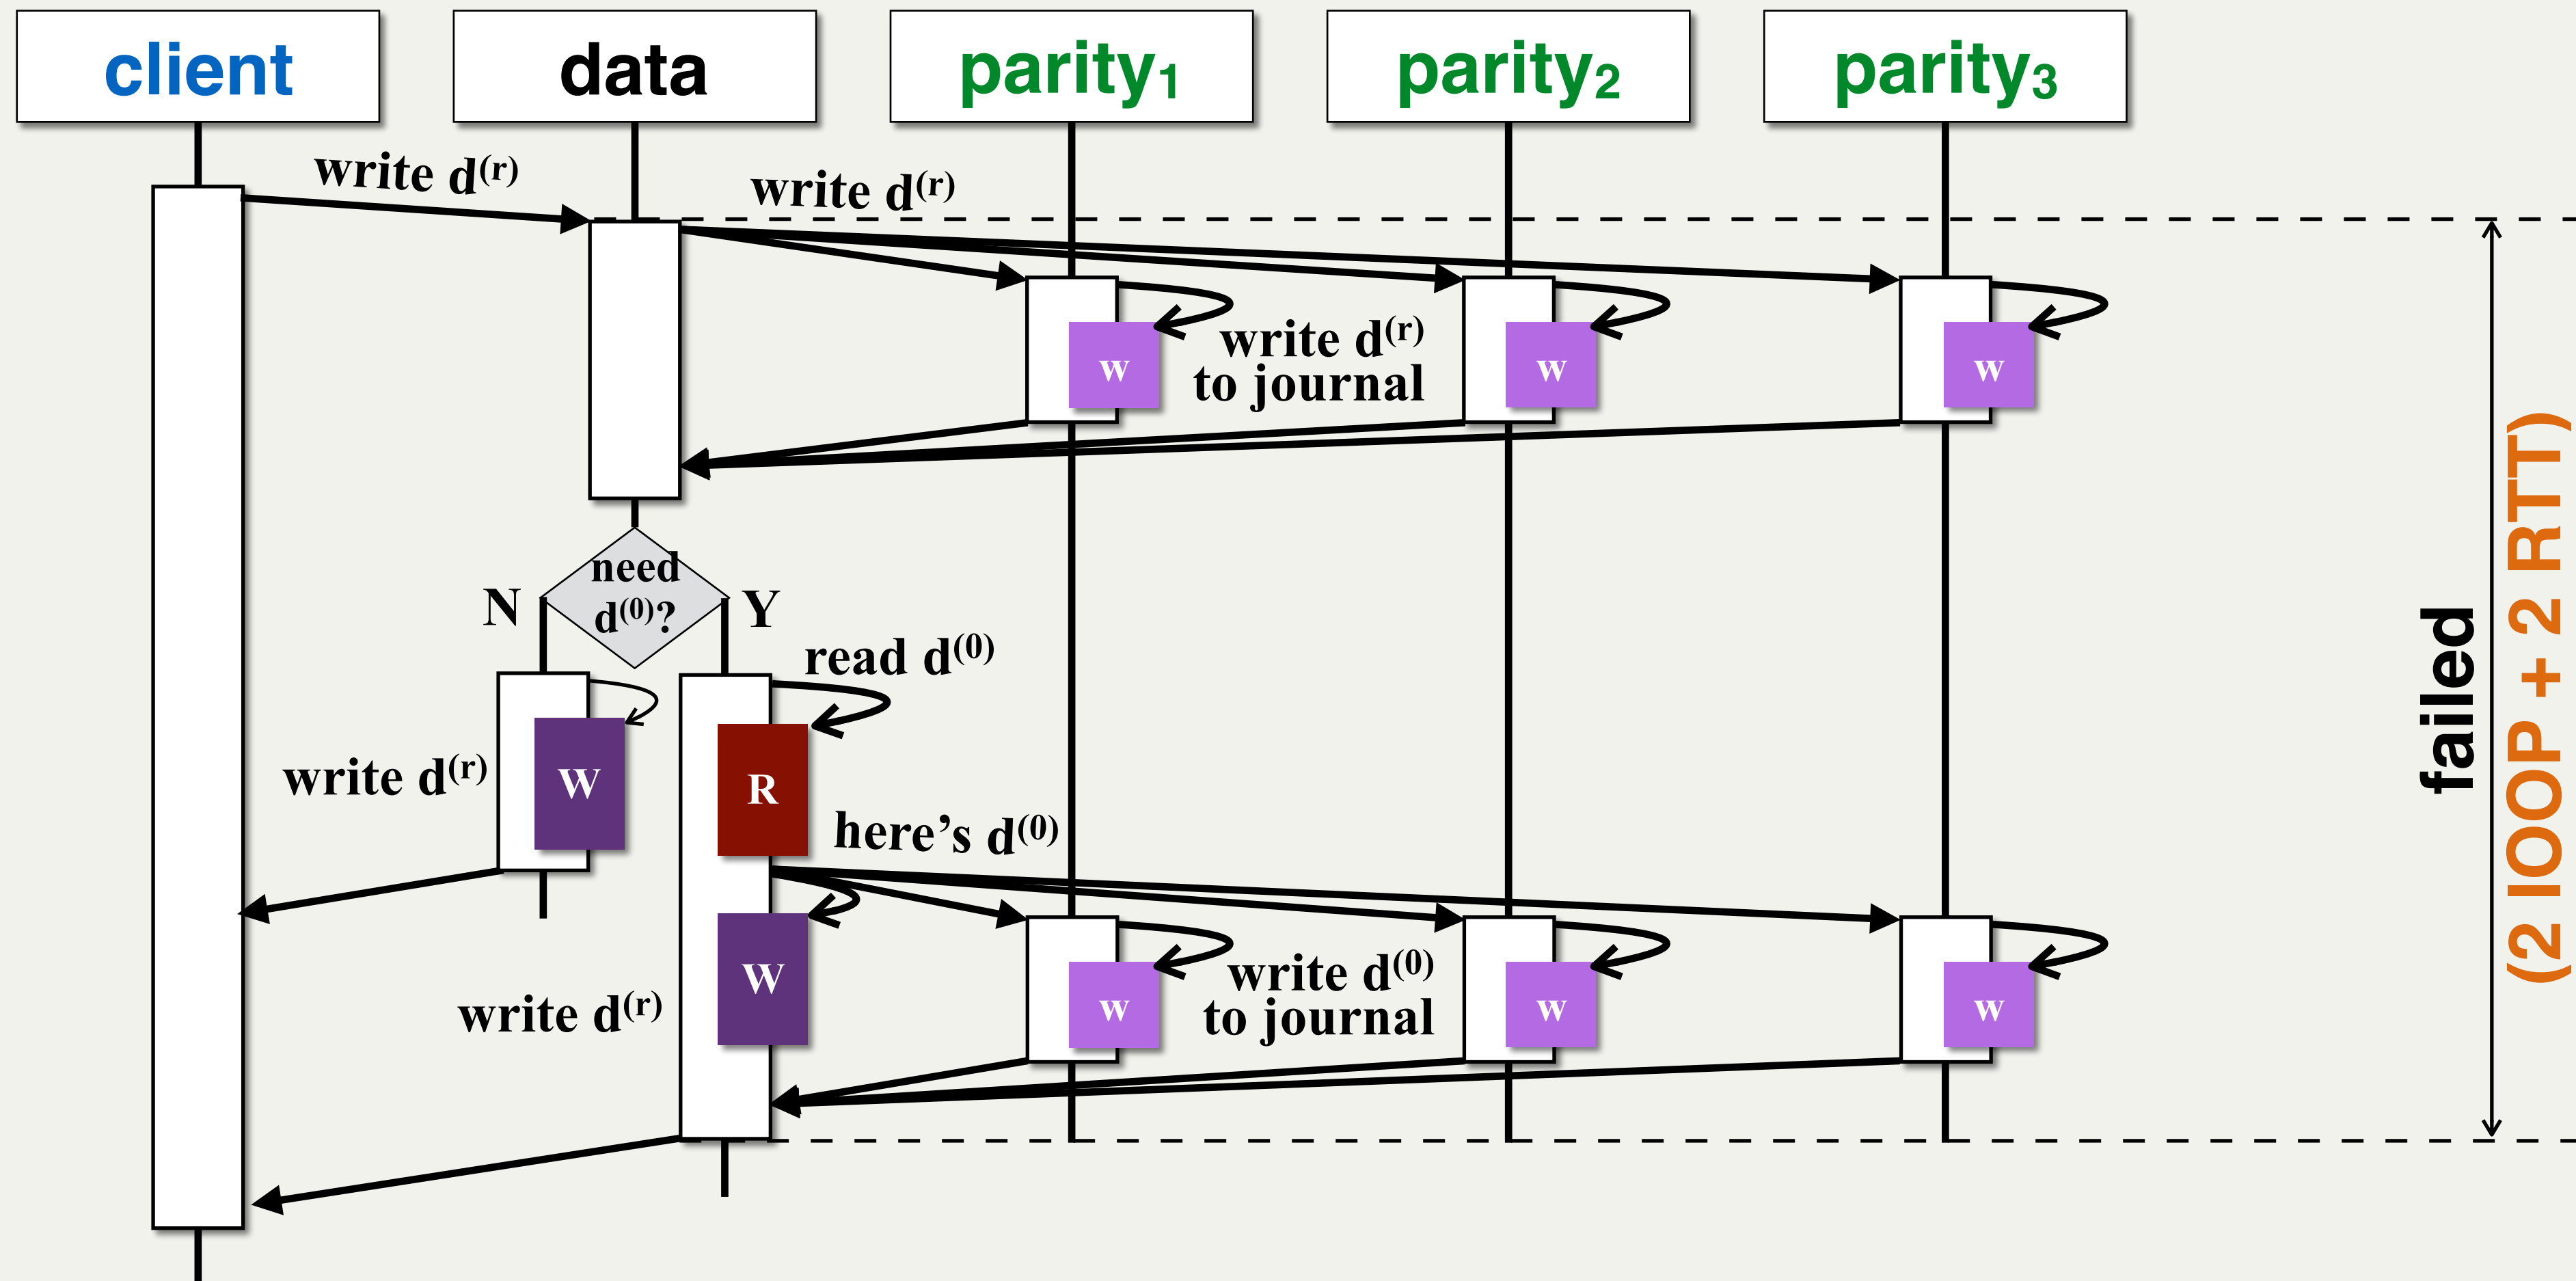 client
data
parity₁
parity₂
parity₃
write d⁽ʳ⁾
write d⁽ʳ⁾
w
write d⁽ʳ⁾
to journal
w
w
need
d⁽⁰⁾?
N
Y
read d⁽⁰⁾
write d⁽ʳ⁾
W
R
here’s d⁽⁰⁾
write d⁽ʳ⁾
W
w
write d⁽⁰⁾
to journal
w
w
failed
(2 IOOP + 2 RTT)